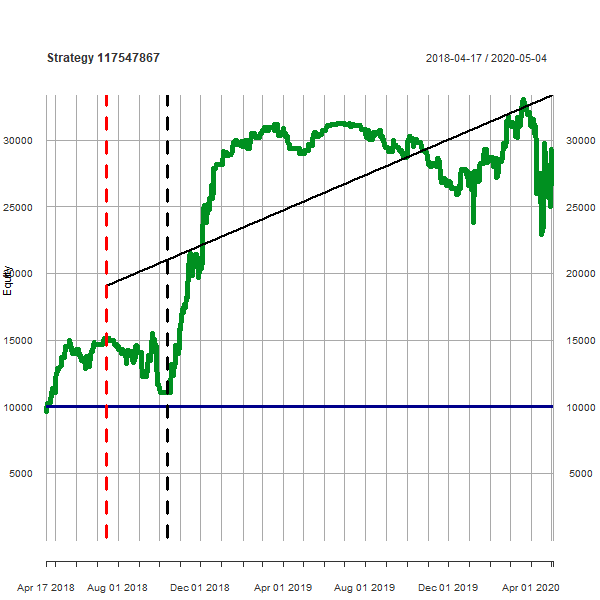 Strategy 117547867
2018-04-17 / 2020-05-04
30000
30000
25000
25000
Equity
20000
20000
15000
15000
10000
10000
5000
5000
Apr 17 2018
Aug 01 2018
Dec 01 2018
Apr 01 2019
Aug 01 2019
Dec 01 2019
Apr 01 2020